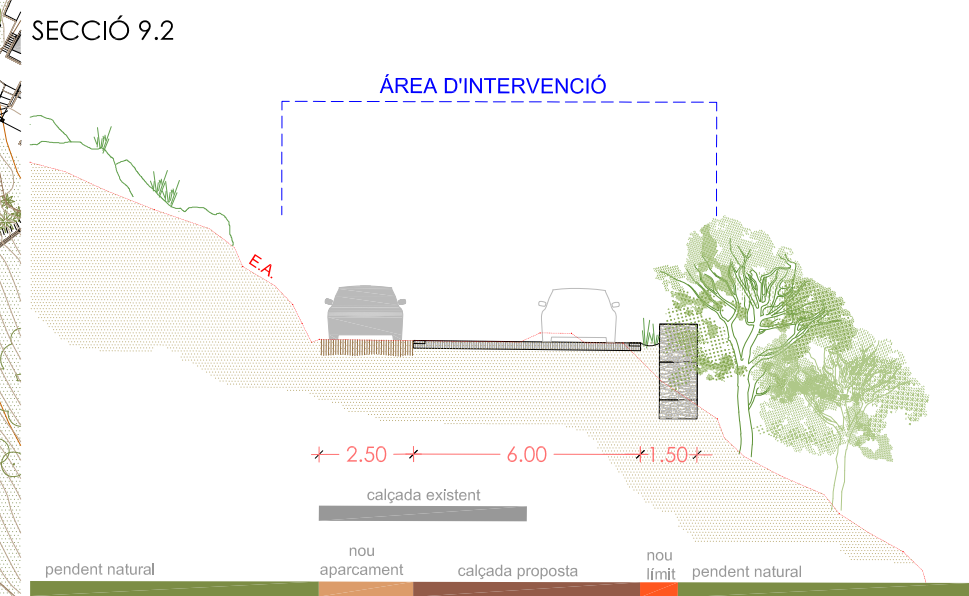 SECCIÓ 9.2
ÁREA D'INTERVENCIÓ
E.A.
2.50 6.00 1.50
calçada existent
pendent natural
nou
aparcament
calçada proposta
nou
límit
pendent natural